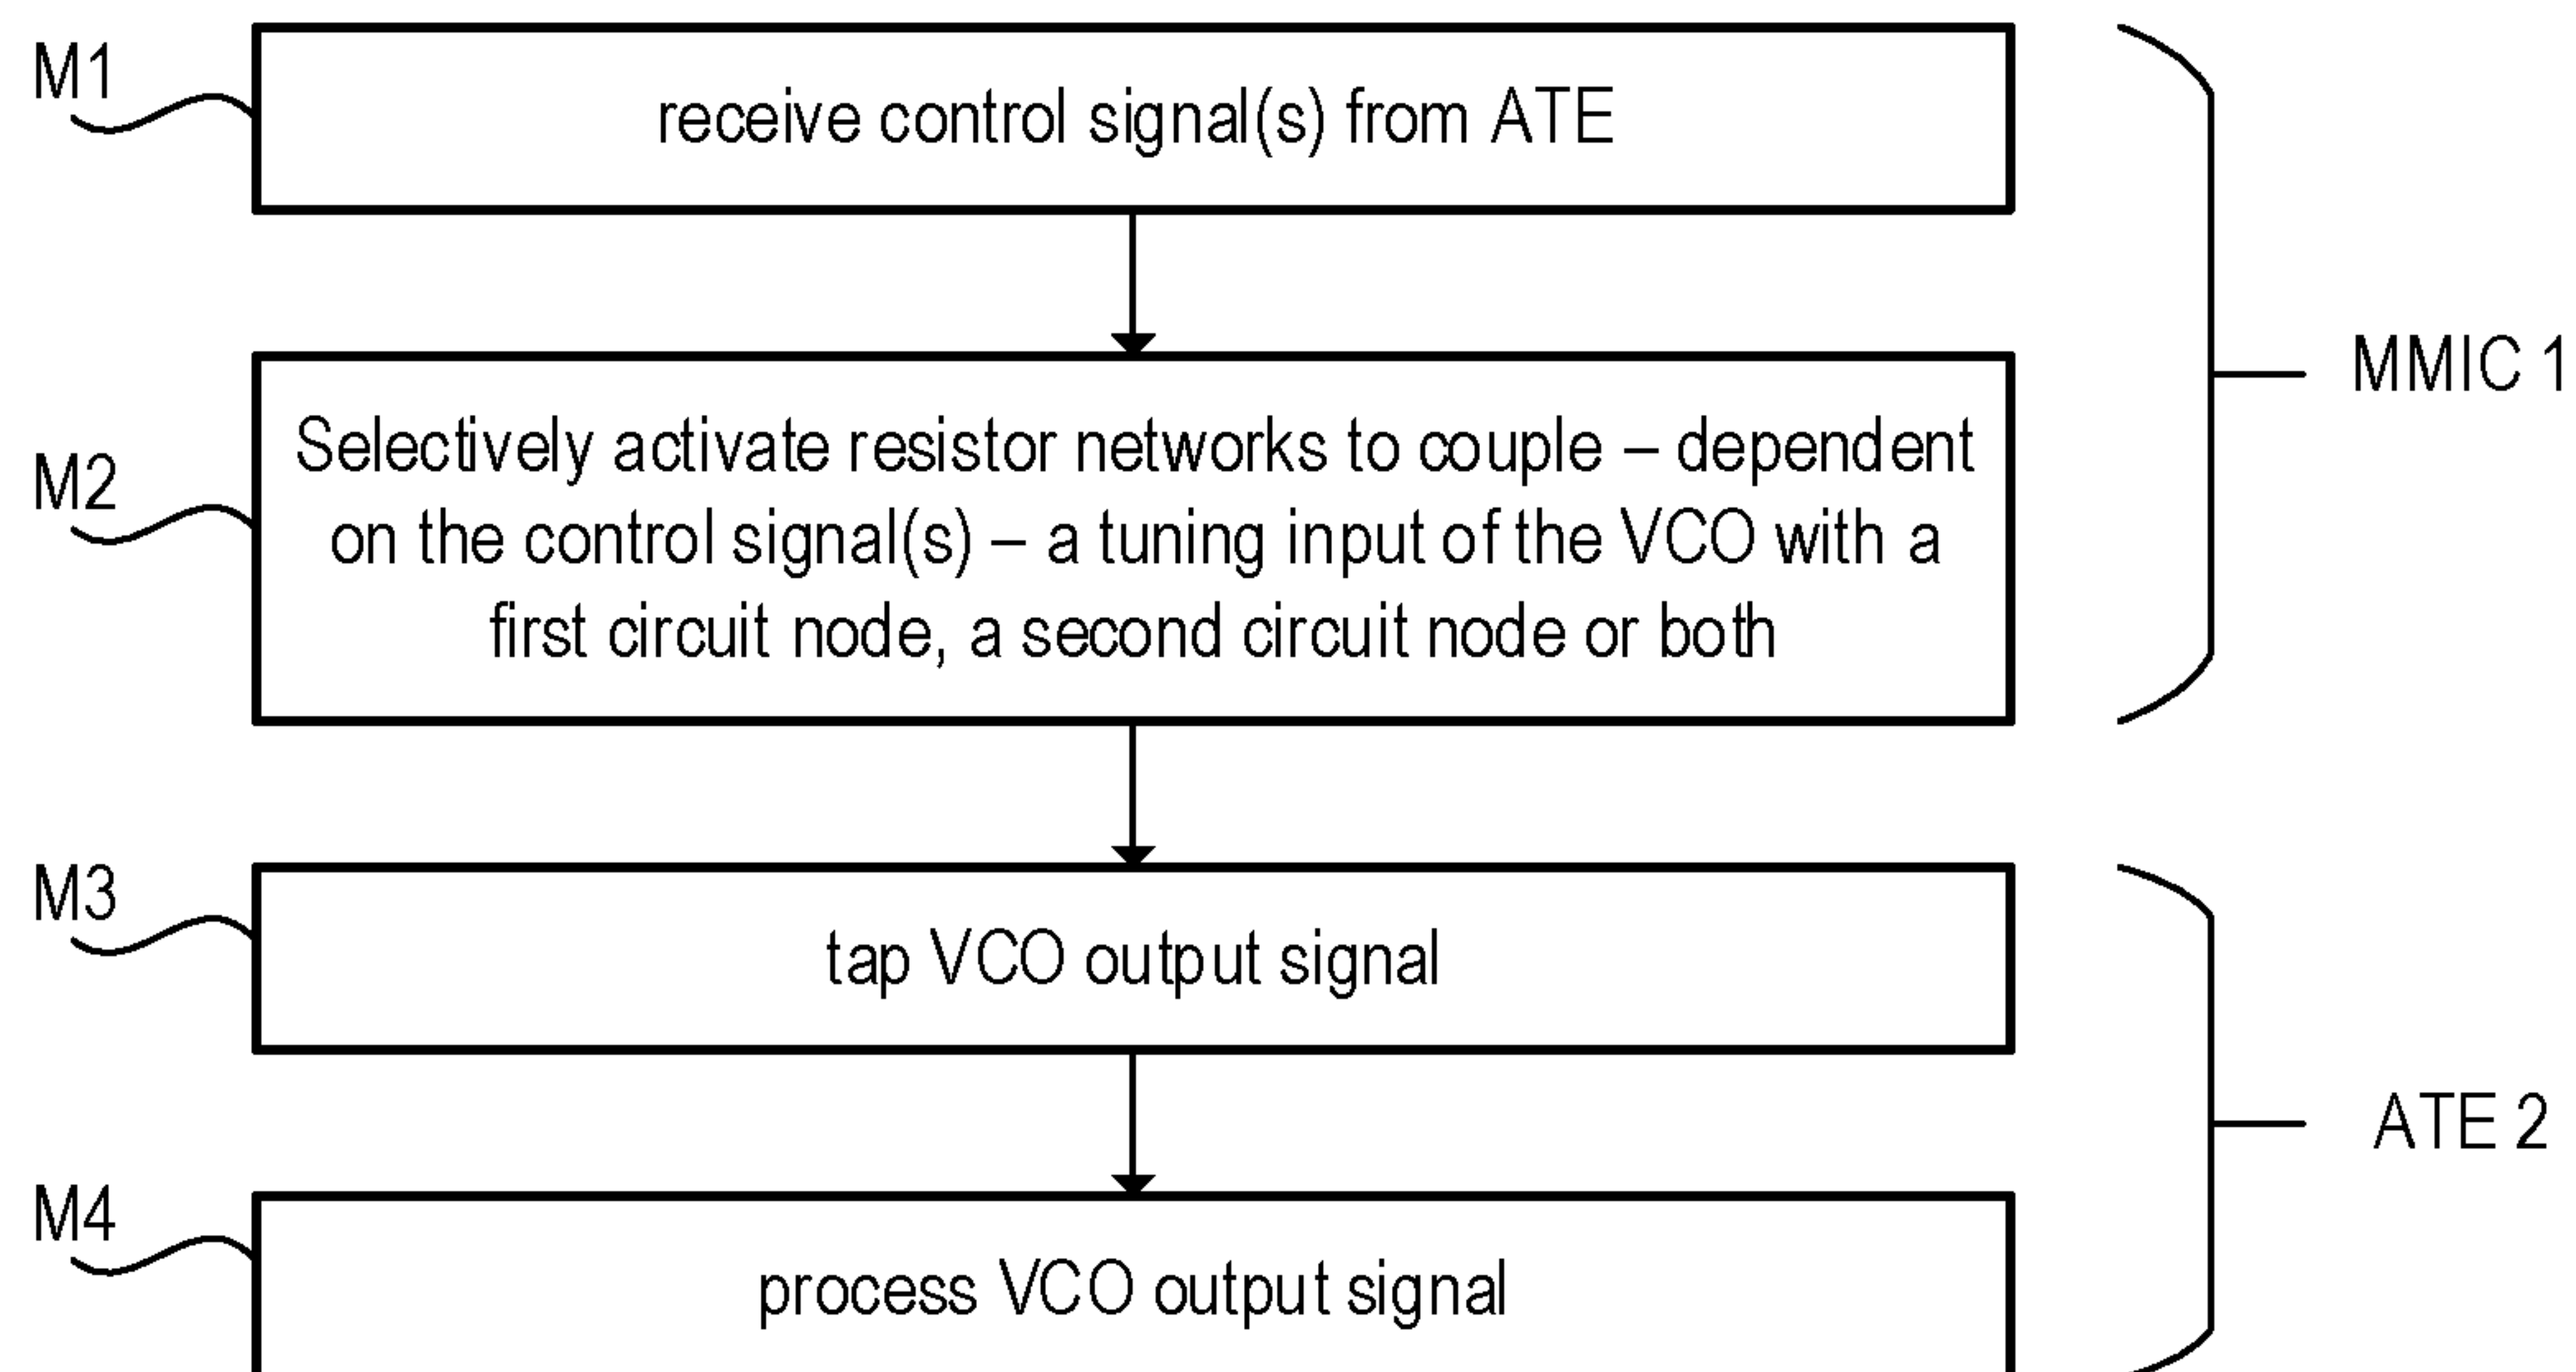 M1
receive control signal(s) from ATE
M2
Selectively activate resistor networks to couple – dependent
on the control signal(s) – a tuning input of the VCO with a
first circuit node, a second circuit node or both
MMIC 1
M3
tap VCO output signal
M4
process VCO output signal
ATE 2